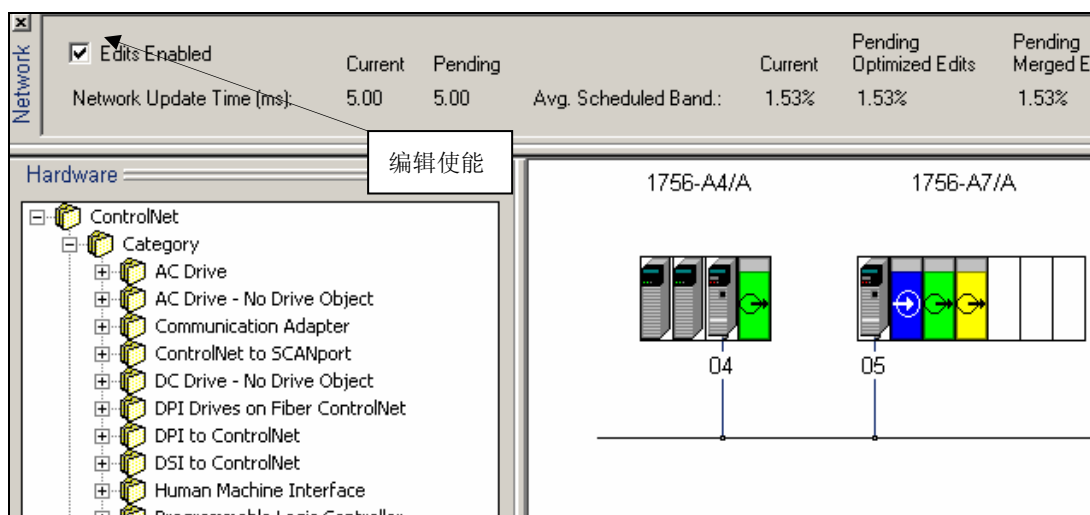 Network
Edits Enabled
Current Pending Current Pending Optimized Edits Pending Merged E
Network Update Time (ms): 5.00 5.00 Avg. Scheduled Band.: 1.53% 1.53% 1.53%
编辑使能
Hardware
ControlNet
Category
AC Drive
AC Drive - No Drive Object
Communication Adapter
ControlNet to SCANport
DC Drive - No Drive Object
DPI Drives on Fiber ControlNet
DPI to ControlNet
DSI to ControlNet
Human Machine Interface
Programmable Logic Controller
1756-A4/A 1756-A7/A
04 05